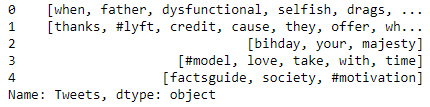 0 [when, father, dysfunctional, selfish, drags, ...
1 [thanks, #lyft, credit, cause, they, offer, wh...
2 [bihday, your, majesty]
3 [#model, love, take, with, time]
4 [factsguide, society, #motivation]
Name: Tweets, dtype: object